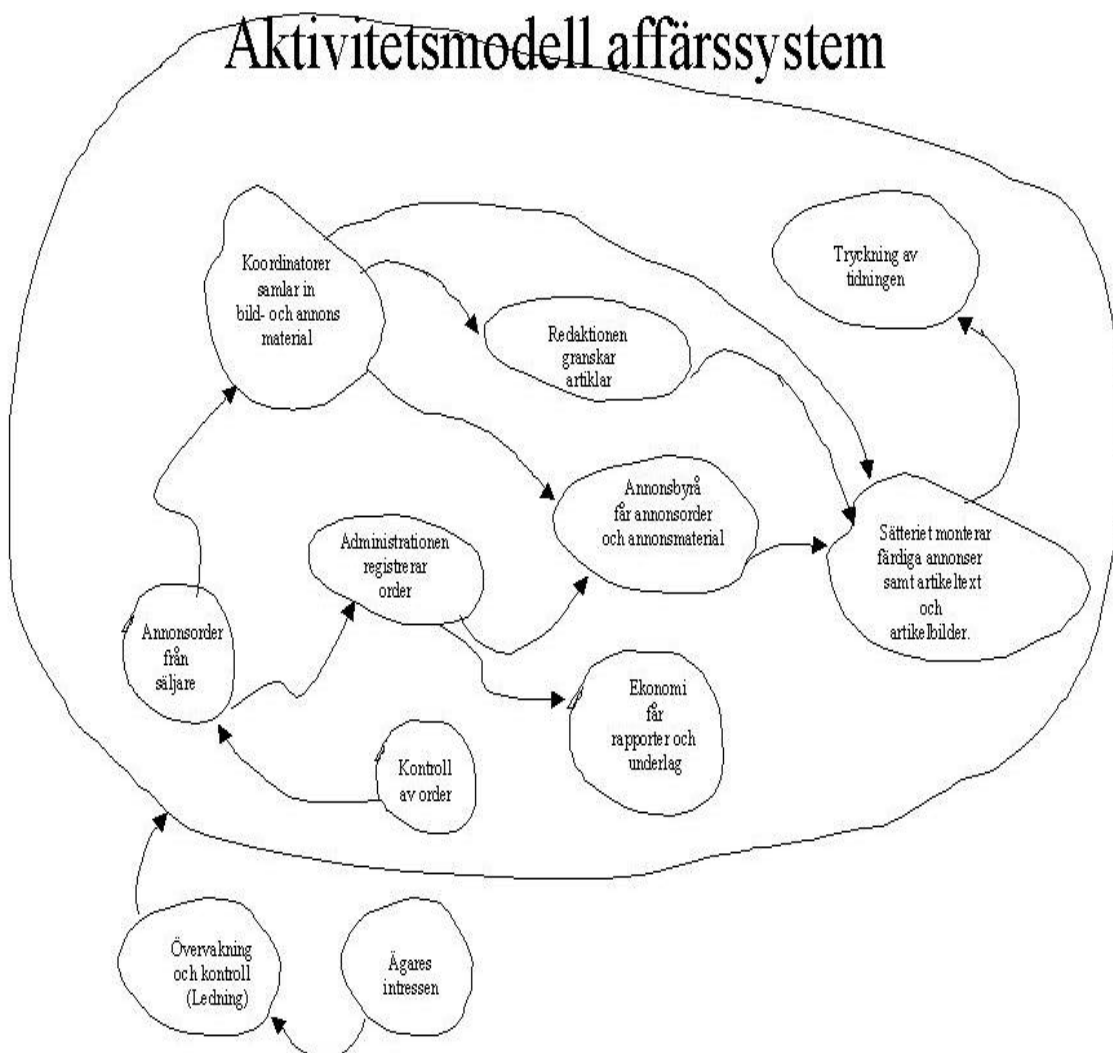 Aktivitetsmodell affärssystem
Koordinatorer
samlar in
bild- och annons
material
Tryckning av
tidningen
Redaktionen
granskar
artiklar
Annonsbyrå
får annonsorder
och annonsmaterial
Sätteriet monterar
färdiga annonser
samt artikeltext
och
artikelbilder.
Administrationen
registrerar
order
Annonsorder
från
säljare
Ekonomi
får
rapporter och
underlag
Kontroll
av order
Övervakning
och kontroll
(Ledning)
Ägares
intressen